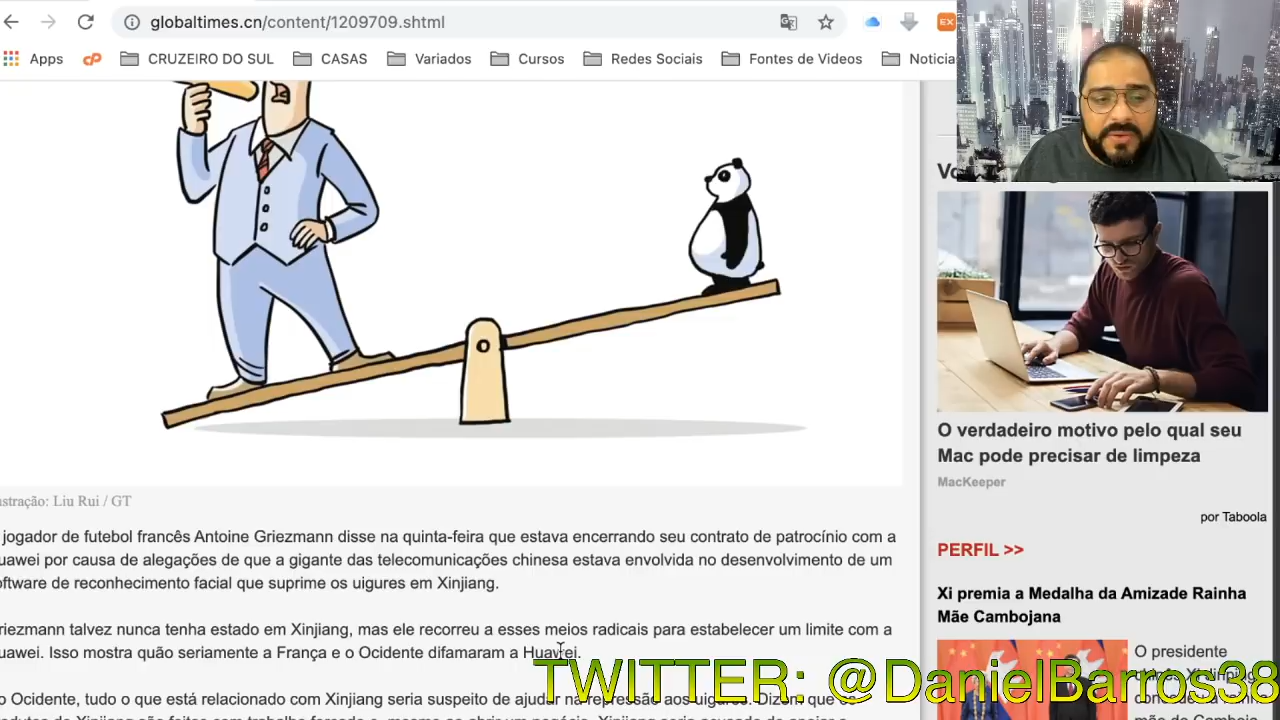 globaltimes.cn/content/1209709.shtml
EX
Apps
CRUZEIRO DO SUL
CASAS
Variados
Cursos
Redes Sociais
Fontes de Videos
Noticia
O verdadeiro motivo pelo qual seu
Mac pode precisar de limpeza
MacKeeper
por Taboola
PERFIL >>
Xi premia a Medalha da Amizade Rainha
Mãe Cambojana
O presidente
ustração: Liu Rui / GT
jogador de futebol francês Antoine Griezmann disse na quinta-feira que estava encerrando seu contrato de patrocínio com a
uawei por causa de alegações de que a gigante das telecomunicações chinesa estava envolvida no desenvolvimento de um
oftware de reconhecimento facial que suprime os uigures em Xinjiang.
riezmann talvez nunca tenha estado em Xinjiang, mas ele recorreu a esses meios radicais para estabelecer um limite com a
uawei. Isso mostra quão seriamente a França e o Ocidente difamaram a Huawei.
o Ocidente, tudo o que está relacionado com Xinjiang seria suspeito de ajudar na repressão aos uigures. Dizem que
TWITTER: @DanielBarros38